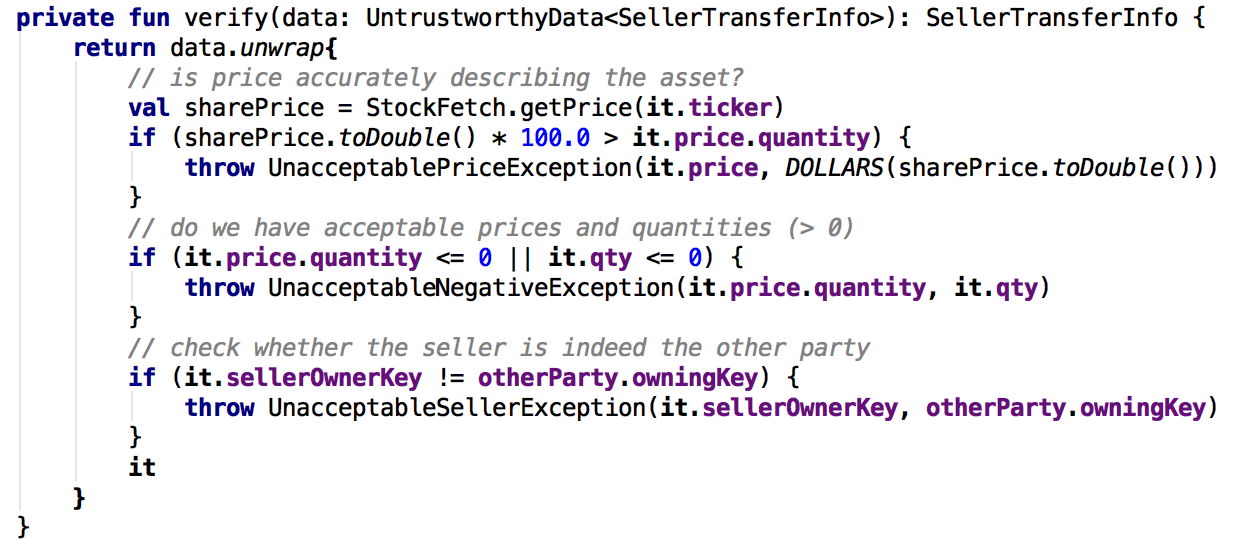 private fun verify(data: UntrustworthyData<SellerTransferInfo>): SellerTransferInfo {
    return data.unwrap{
        // is price accurately describing the asset?
        val sharePrice = StockFetch.getPrice(it.ticker)
        if (sharePrice.toDouble() * 100.0 > it.price.quantity) {
            throw UnacceptablePriceException(it.price, DOLLARS(sharePrice.toDouble()))
        }
        // do we have acceptable prices and quantities (> 0)
        if (it.price.quantity <= 0 || it.qty <= 0) {
            throw UnacceptableNegativeException(it.price.quantity, it.qty)
        }
        // check whether the seller is indeed the other party
        if (it.sellerOwnerKey != otherParty.owningKey) {
            throw UnacceptableSellerException(it.sellerOwnerKey, otherParty.owningKey)
        }
        it
    }
}